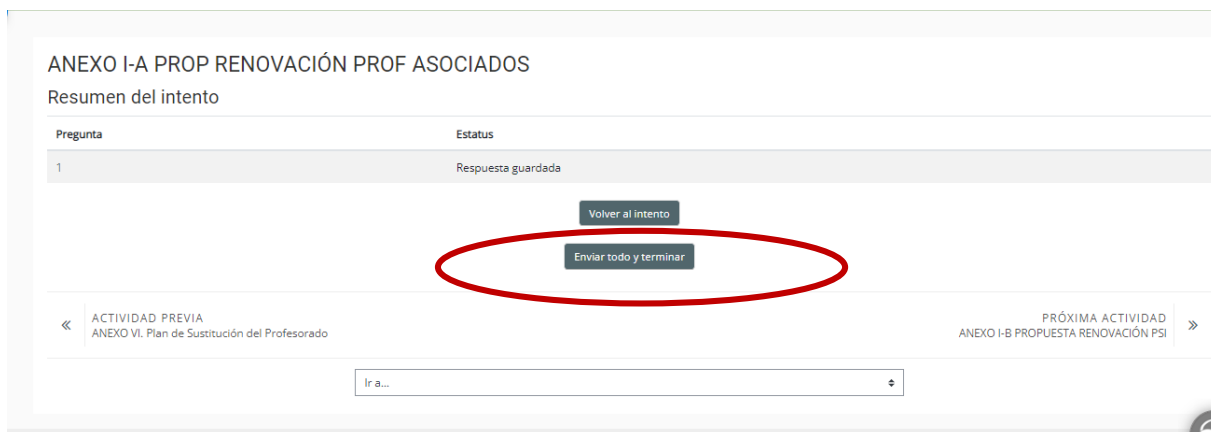 ANEXO I-A PROP RENOVACIÓN PROF ASOCIADOS
Resumen del intento
Pregunta Estatus
1 Respuesta guardada
Volver al intento
Enviar todo y terminar
« ACTIVIDAD PREVIA
ANEXO VI. Plan de Sustitución del Profesorado
PRÓXIMA ACTIVIDAD »
ANEXO I-B PROPUESTA RENOVACIÓN PSI
Ir a...